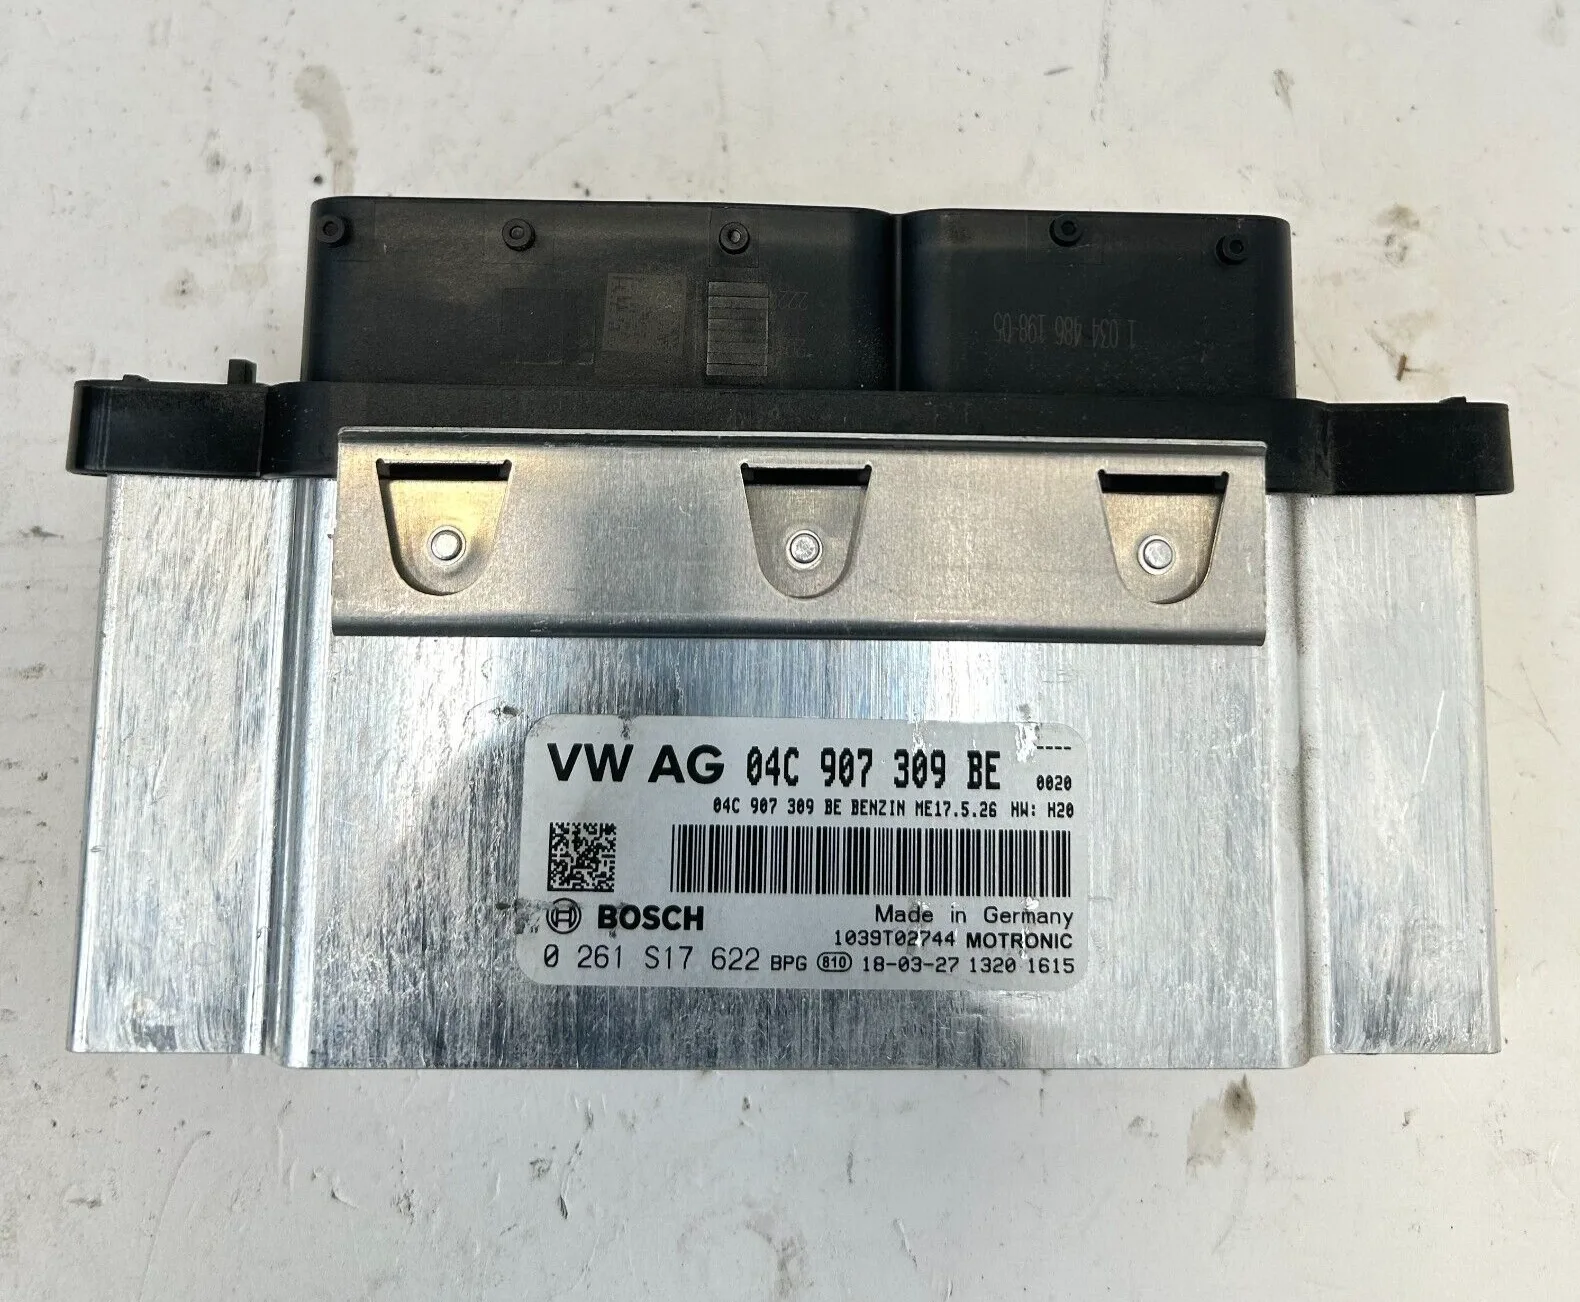 1 034 486 198-05
VW AG 04C 907 309 BE ----
0020
04C 907 309 BE BENZIN ME17.5.26 HW: H20
BOSCH Made in Germany
1039T02744 MOTRONIC
0 261 S17 622 BPG 810 18-03-27 1320 1615